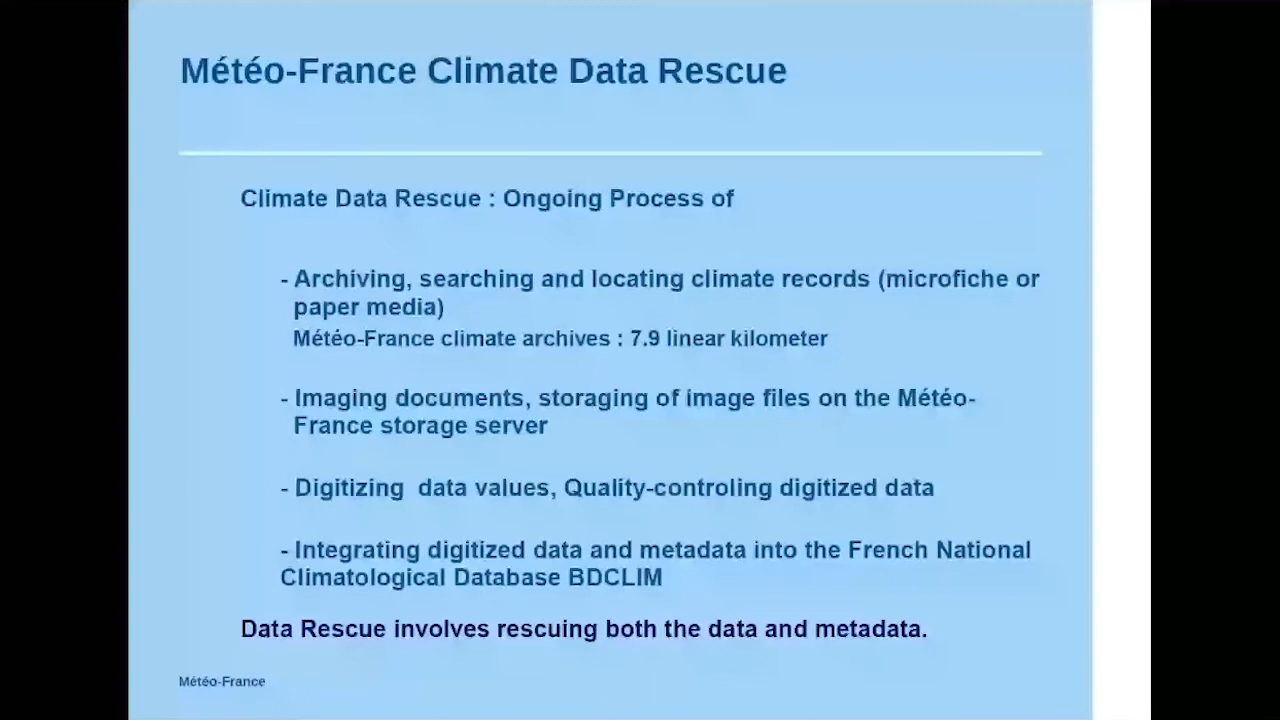 Météo-France Climate Data Rescue
Climate Data Rescue : Ongoing Process of
- Archiving, searching and locating climate records (microfiche or
paper media)
Météo-France climate archives : 7.9 linear kilometer
- Imaging documents, storaging of image files on the Météo-
France storage server
- Digitizing  data values, Quality-controling digitized data
- Integrating digitized data and metadata into the French National
Climatological Database BDCLIM
Data Rescue involves rescuing both the data and metadata.
Météo-France